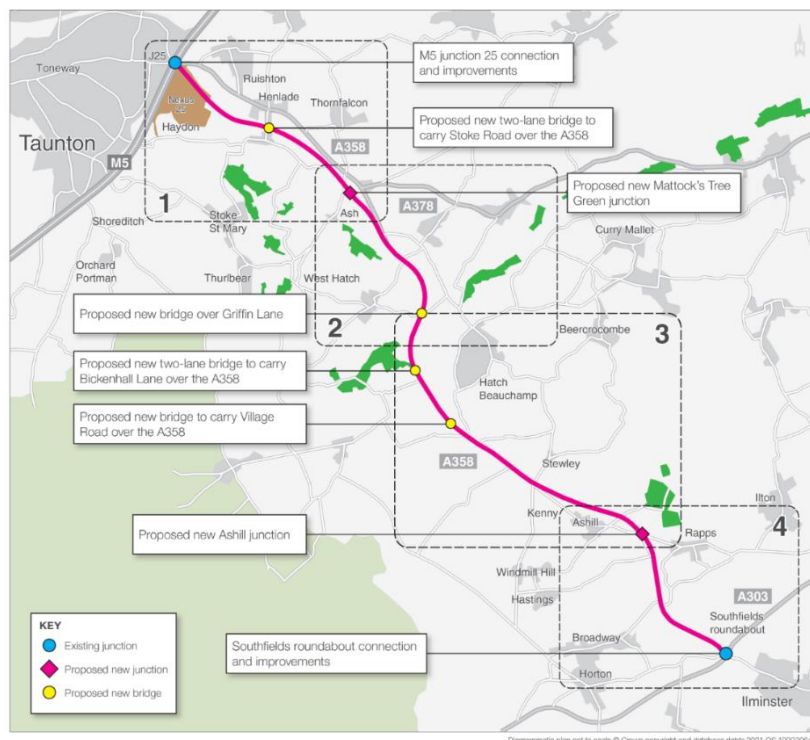 Toneway
J25
Ruishton
Henlade
Thornfalcon
M5 junction 25 connection
and improvements
Nexus
25
Haydon
Taunton
M5
A358
Proposed new two-lane bridge to
carry Stoke Road over the A358
1
Shoreditch
Stoke
St Mary
Ash
A378
Proposed new Mattock's Tree
Green junction
Curry Mallet
Orchard
Portman
Thurlbear
West Hatch
Proposed new bridge over Griffin Lane
2
3
Beercrocombe
Proposed new two-lane bridge to carry
Bickenhall Lane over the A358
Hatch
Beauchamp
Proposed new bridge to carry Village
Road over the A358
A358
Stewley
Ilton
Proposed new Ashill junction
Kenny
Ashill
Rapps
4
Windmill Hill
Hastings
A303
Southfields
roundabout
Broadway
Southfields roundabout connection
and improvements
Horton
Ilminster
KEY
Existing junction
Proposed new junction
Proposed new bridge